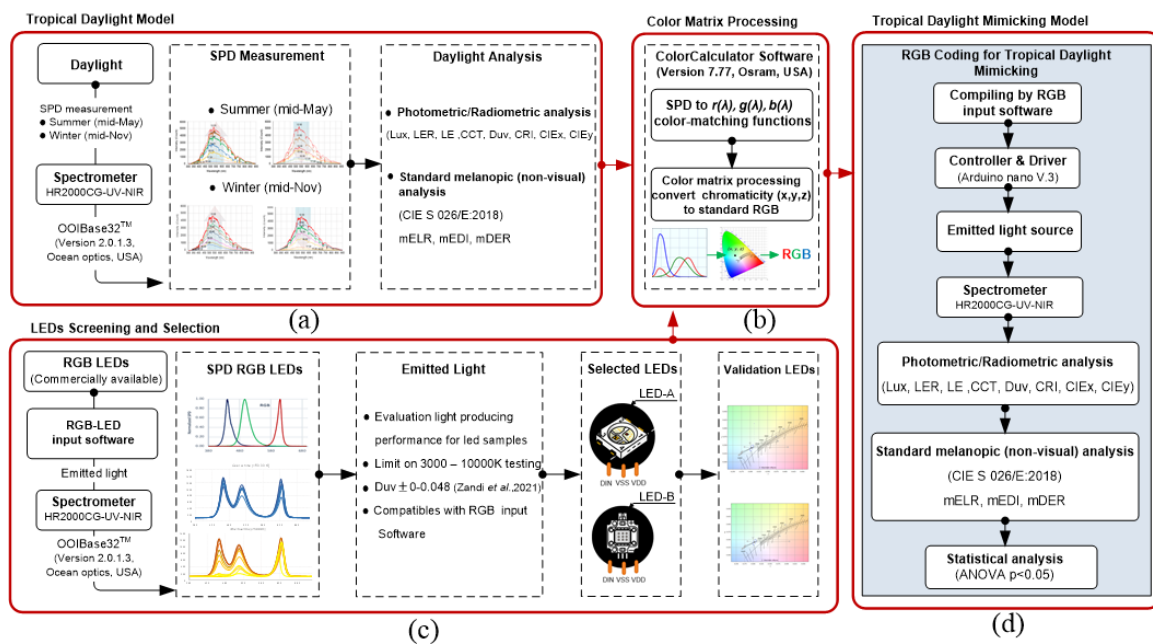 Tropical Daylight Model
Daylight
SPD measurement
● Summer (mid-May)
● Winter (mid-Nov)
Spectrometer
HR2000CG-UV-NIR
OOIBase32TM
(Version 2.0.1.3,
Ocean optics, USA)
SPD Measurement
● Summer (mid-May)
● Winter (mid-Nov)
Daylight Analysis
● Photometric/Radiometric analysis
(Lux, LER, LE ,CCT, Duv, CRI, CIEx, CIEy)
● Standard melanopic (non-visual)
analysis
(CIE S 026/E:2018)
mELR, mEDI, mDER
(a)
Color Matrix Processing
ColorCalculator Software
(Version 7.77, Osram, USA)
SPD to r(λ), g(λ), b(λ)
color-matching functions
Color matrix processing
convert chromaticity (x,y,z)
to standard RGB
RGB
(b)
LEDs Screening and Selection
RGB LEDs
(Commercially available)
RGB-LED
input software
Emitted light
Spectrometer
HR2000CG-UV-NIR
OOIBase32TM
(Version 2.0.1.3,
Ocean optics, USA)
SPD RGB LEDs
Emitted Light
● Evaluation light producing
performance for led samples
● Limit on 3000 – 10000K testing
● Duv ± 0-0.048 (Zandi et al.,2021)
● Compatibles with RGB input
Software
Selected LEDs
LED-A
DIN VSS VDD
LED-B
DIN VSS VDD
Validation LEDs
(c)
Tropical Daylight Mimicking Model
RGB Coding for Tropical Daylight
Mimicking
Compiling by RGB
input software
Controller & Driver
(Arduino nano V.3)
Emitted light source
Spectrometer
HR2000CG-UV-NIR
Photometric/Radiometric analysis
(Lux, LER, LE ,CCT, Duv, CRI, CIEx, CIEy)
Standard melanopic (non-visual) analysis
(CIE S 026/E:2018)
mELR, mEDI, mDER
Statistical analysis
(ANOVA p<0.05)
(d)